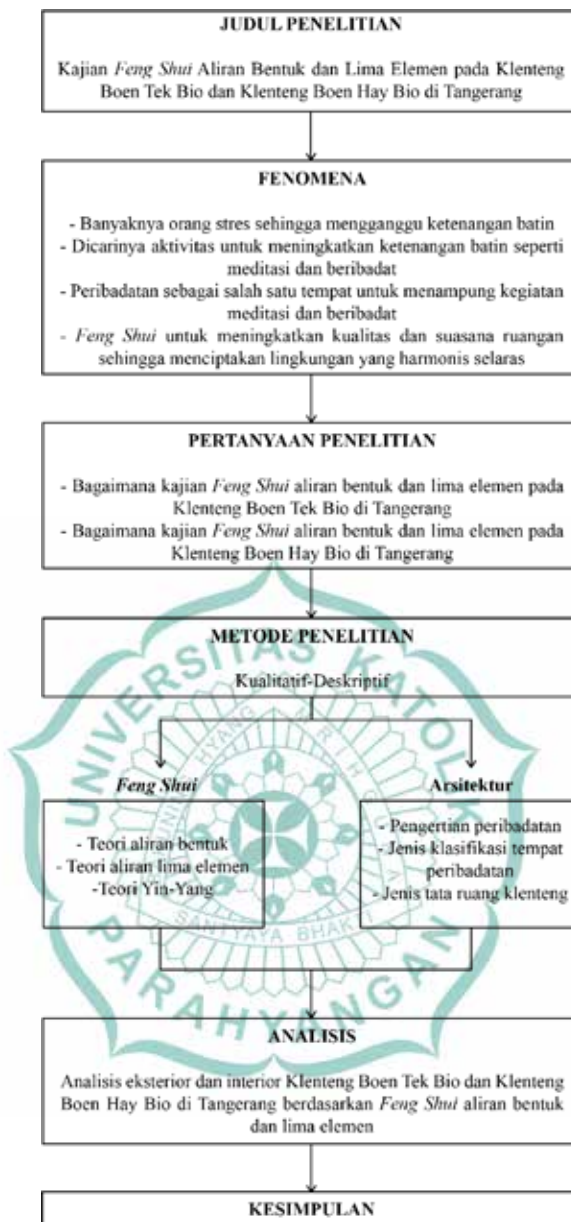 JUDUL PENELITIAN
Kajian Feng Shui Aliran Bentuk dan Lima Elemen pada Klenteng
Boen Tek Bio dan Klenteng Boen Hay Bio di Tangerang
FENOMENA
- Banyaknya orang stres sehingga mengganggu ketenangan batin
- Dicarinya aktivitas untuk meningkatkan ketenangan batin seperti
meditasi dan beribadat
- Peribadatan sebagai salah satu tempat untuk menampung kegiatan
meditasi dan beribadat
- Feng Shui untuk meningkatkan kualitas dan suasana ruangan
sehingga menciptakan lingkungan yang harmonis selaras
PERTANYAAN PENELITIAN
- Bagaimana kajian Feng Shui aliran bentuk dan lima elemen pada
Klenteng Boen Tek Bio di Tangerang
- Bagaimana kajian Feng Shui aliran bentuk dan lima elemen pada
Klenteng Boen Hay Bio di Tangerang
METODE PENELITIAN
Kualitatif-Deskriptif
UNIVERSITAS KATOLIK
Feng Shui
- Teori aliran bentuk
- Teori aliran lima elemen
-Teori Yin-Yang
Arsitektur
- Pengertian peribadatan
- Jenis klasifikasi tempat
peribadatan
- Jenis tata ruang klenteng
HYANG
SANTYAYA BHAKTI
PARAHYANGAN
ANALISIS
Analisis eksterior dan interior Klenteng Boen Tek Bio dan Klenteng
Boen Hay Bio di Tangerang berdasarkan Feng Shui aliran bentuk
dan lima elemen
KESIMPULAN